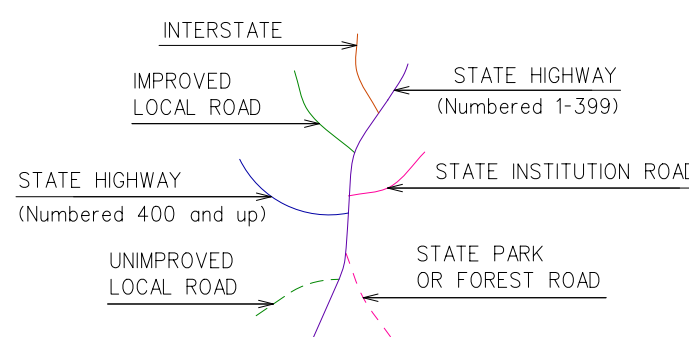 INTERSTATE
IMPROVED
LOCAL ROAD
STATE HIGHWAY
(Numbered 1-399)
STATE HIGHWAY
(Numbered 400 and up)
STATE INSTITUTION ROAD
UNIMPROVED
LOCAL ROAD
STATE PARK
OR FOREST ROAD